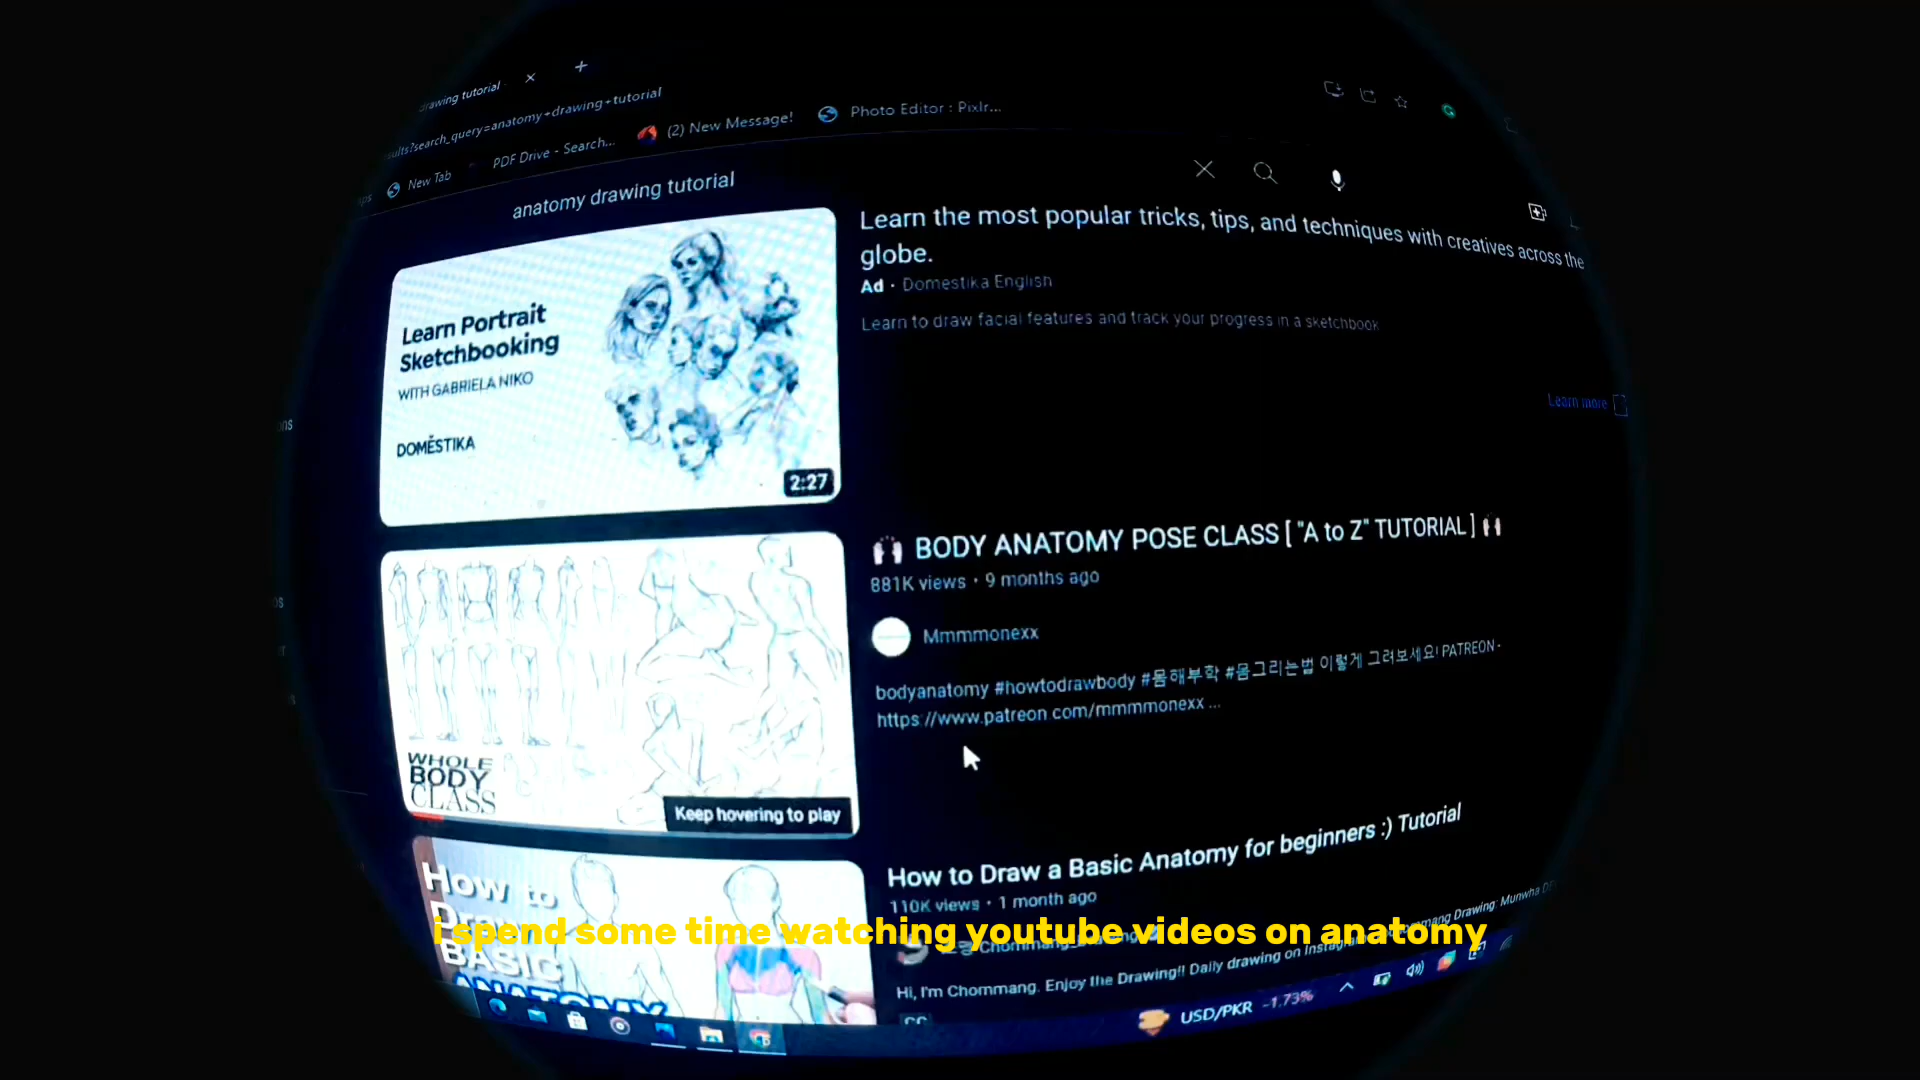 drawing tutorial
sults?search_query=anatomy+drawing+tutorial
New Tab
PDF Drive - Search...
(2) New Message!
Photo Editor : Pixlr...
anatomy drawing tutorial
Learn Portrait
Sketchbooking
WITH GABRIELA NIKO
DOMESTIKA
2:27
Learn the most popular tricks, tips, and techniques with creatives across the
globe.
Ad · Domestika English
Learn to draw facial features and track your progress in a sketchbook
Learn more
WHOLE
BODY
CLASS
Keep hovering to play
🙌 BODY ANATOMY POSE CLASS [ "A to Z" TUTORIAL ] 🙌
881K views · 9 months ago
Mmmmonexx
bodyanatomy #howtodrawbody #몸해부학 #몸그리는법 이렇게 그려보세요! PATREON -
https://www.patreon.com/mmmmonexx ...
How to
Draw
BASIC
ANATOMY
How to Draw a Basic Anatomy for beginners :) Tutorial
110K views · 1 month ago
i spend some time watching youtube videos on anatomy
Hi, I'm Chommang. Enjoy the Drawing!! Daily drawing on Instagram Chommang Drawing: Munwha
CC
USD/PKR -1.73%